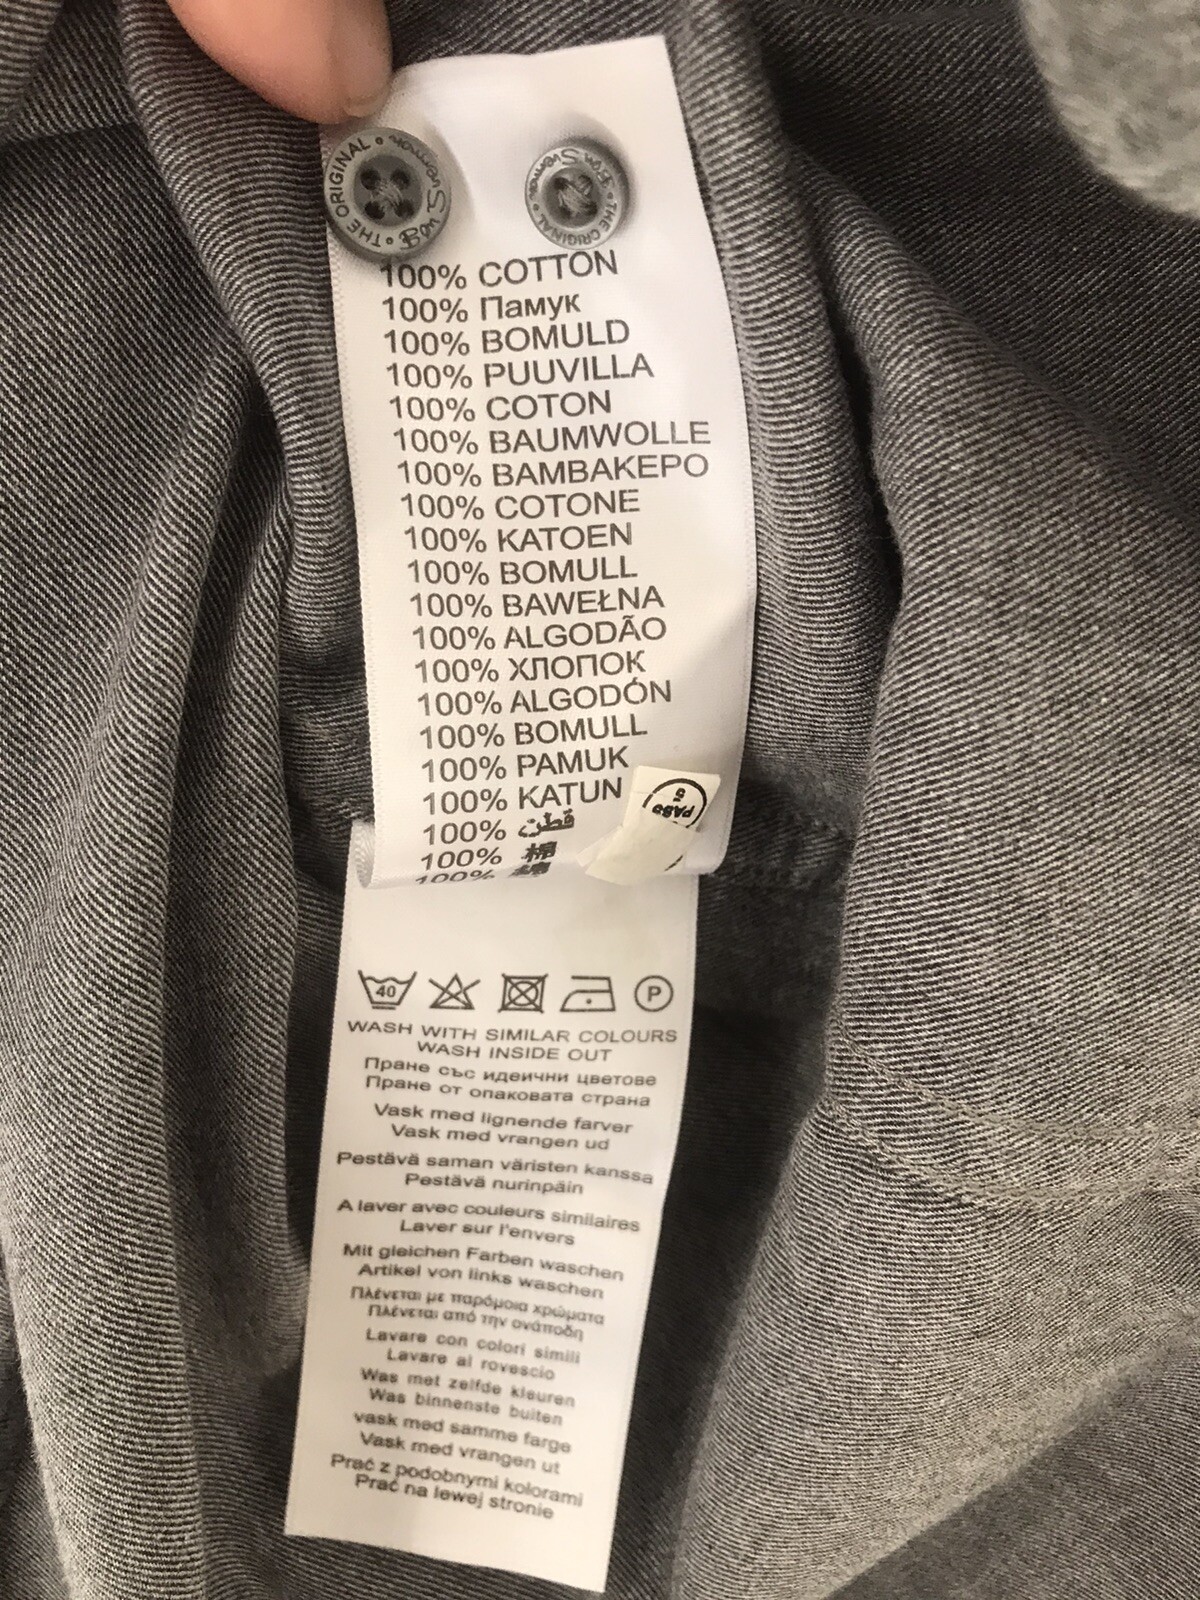 THE ORIGINAL
THE ORIGINAL
100% COTTON
100% Памук
100% BOMULD
100% PUUVILLA
100% COTON
100% BAUMWOLLE
100% ΒΑΜΒΑΚΕΡΟ
100% COTONE
100% KATOEN
100% BOMULL
100% BAWEŁNA
100% ALGODÃO
100% ХЛОПОК
100% ALGODÓN
100% BOMULL
100% PAMUK
100% KATUN
100% قطن
100% 棉
100% 綿
PASS
40
P
WASH WITH SIMILAR COLOURS
WASH INSIDE OUT
Пране със идеични цветове
Пране от опаковата страна
Vask med lignende farver
Vask med vrangen ud
Pestävä saman väristen kanssa
Pestävä nurinpäin
A laver avec couleurs similaires
Laver sur l'envers
Mit gleichen Farben waschen
Artikel von links waschen
Πλένεται με παρόμοια χρώματα
Πλένεται από την ανάποδη
Lavare con colori simili
Lavare al rovescio
Was met zelfde kleuren
Was binnenste buiten
vask med samme farge
Vask med vrangen ut
Prać z podobnymi kolorami
Prać na lewej stronie